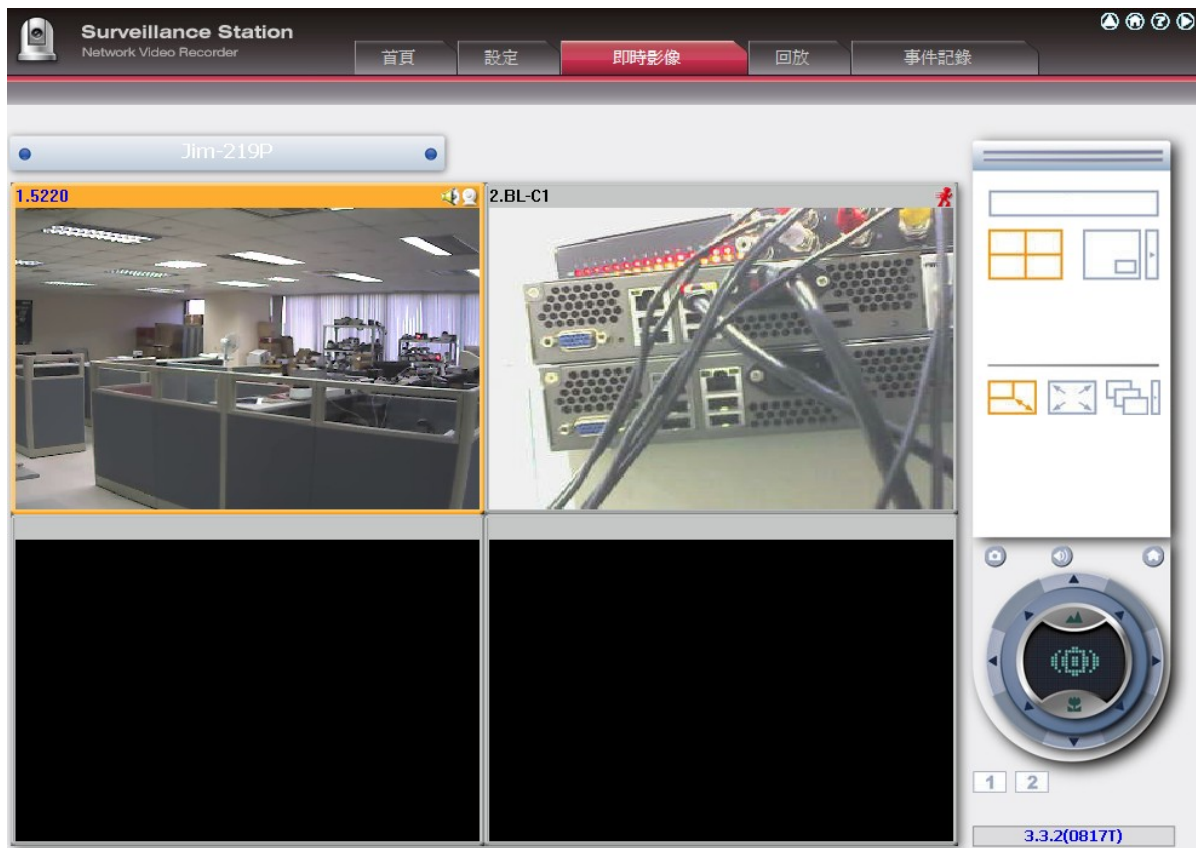 Surveillance Station
Network Video Recorder
首頁 設定 即時影像 回放 事件記錄
Jim-219P
1.5220
2.BL-C1
1 2
3.3.2(0817T)